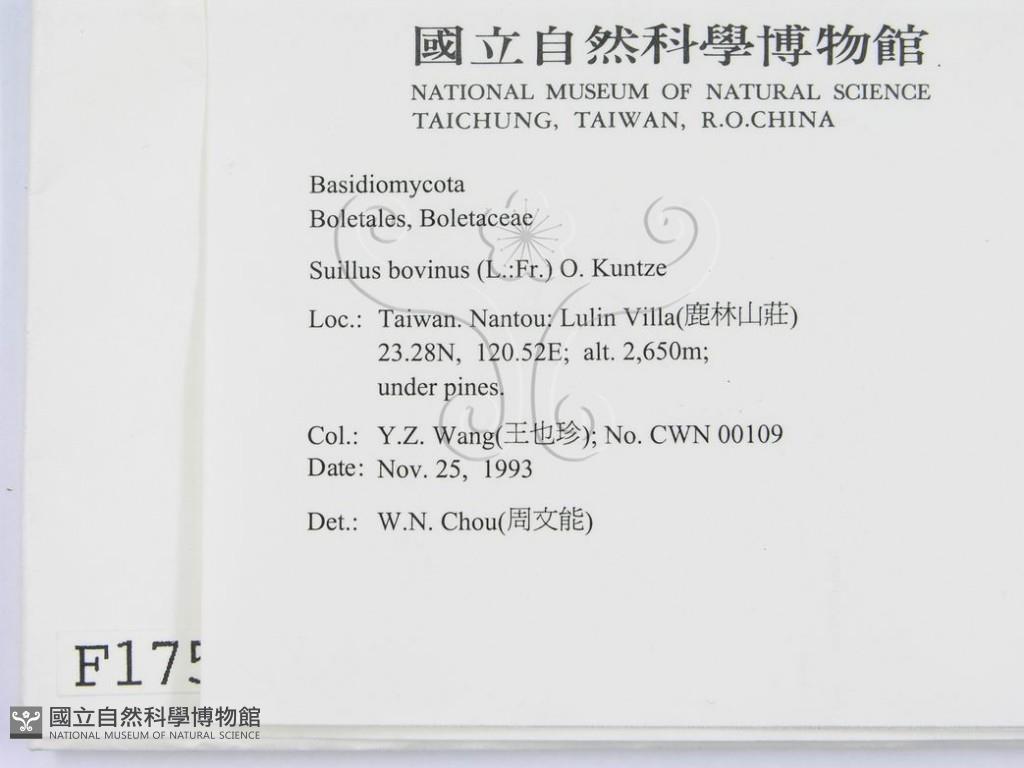 國立自然科學博物館
NATIONAL MUSEUM OF NATURAL SCIENCE
TAICHUNG, TAIWAN, R.O.CHINA
Basidiomycota
Boletales, Boletaceae
Suillus bovinus (L.:Fr.) O. Kuntze
Loc.: Taiwan. Nantou: Lulin Villa(鹿林山莊)
23.28N, 120.52E; alt. 2,650m;
under pines.
Col.: Y.Z. Wang(王也珍); No. CWN 00109
Date: Nov. 25, 1993
Det.: W.N. Chou(周文能)
F175
國立自然科學博物館
NATIONAL MUSEUM OF NATURAL SCIENCE